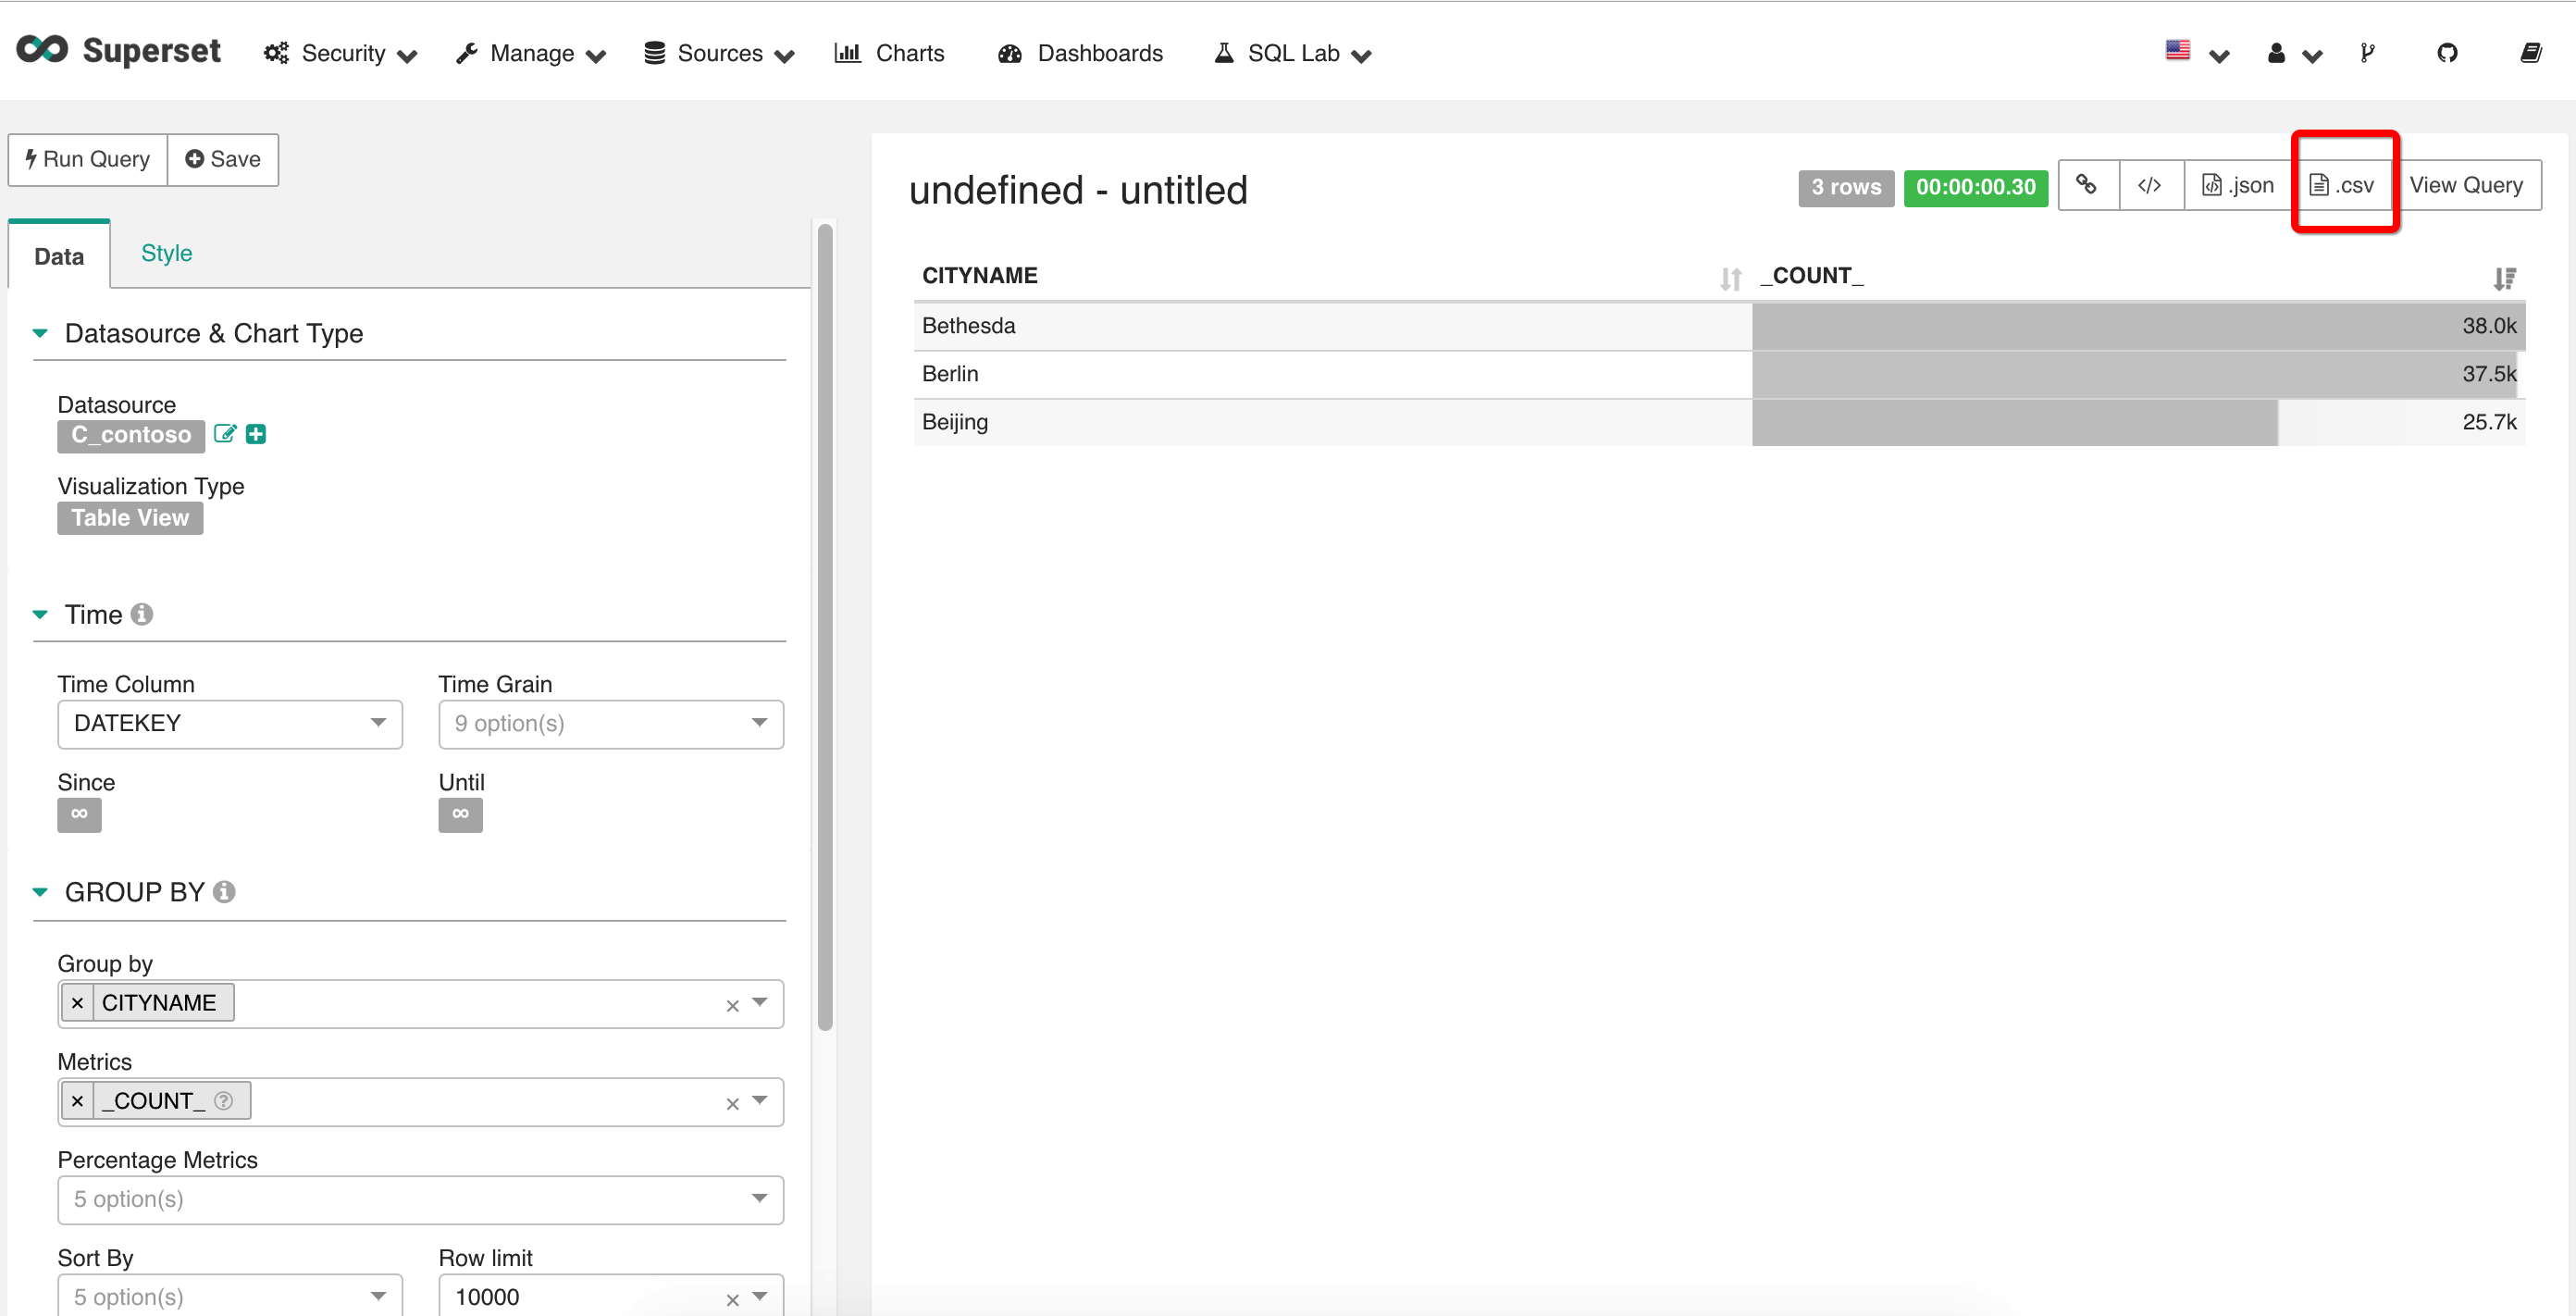 Superset Security Manage Sources Charts Dashboards SQL Lab
Run Query Save
Data Style
Datasource & Chart Type
Datasource
C_contoso
Visualization Type
Table View
Time
Time Column Time Grain
DATEKEY 9 option(s)
Since Until
∞ ∞
GROUP BY
Group by
× CITYNAME ×
Metrics
× _COUNT_ ? ×
Percentage Metrics
5 option(s)
Sort By Row limit
5 option(s) 10000 ×
undefined - untitled 3 rows 00:00:00.30 </> .json .csv View Query
CITYNAME _COUNT_
Bethesda 38.0k
Berlin 37.5k
Beijing 25.7k